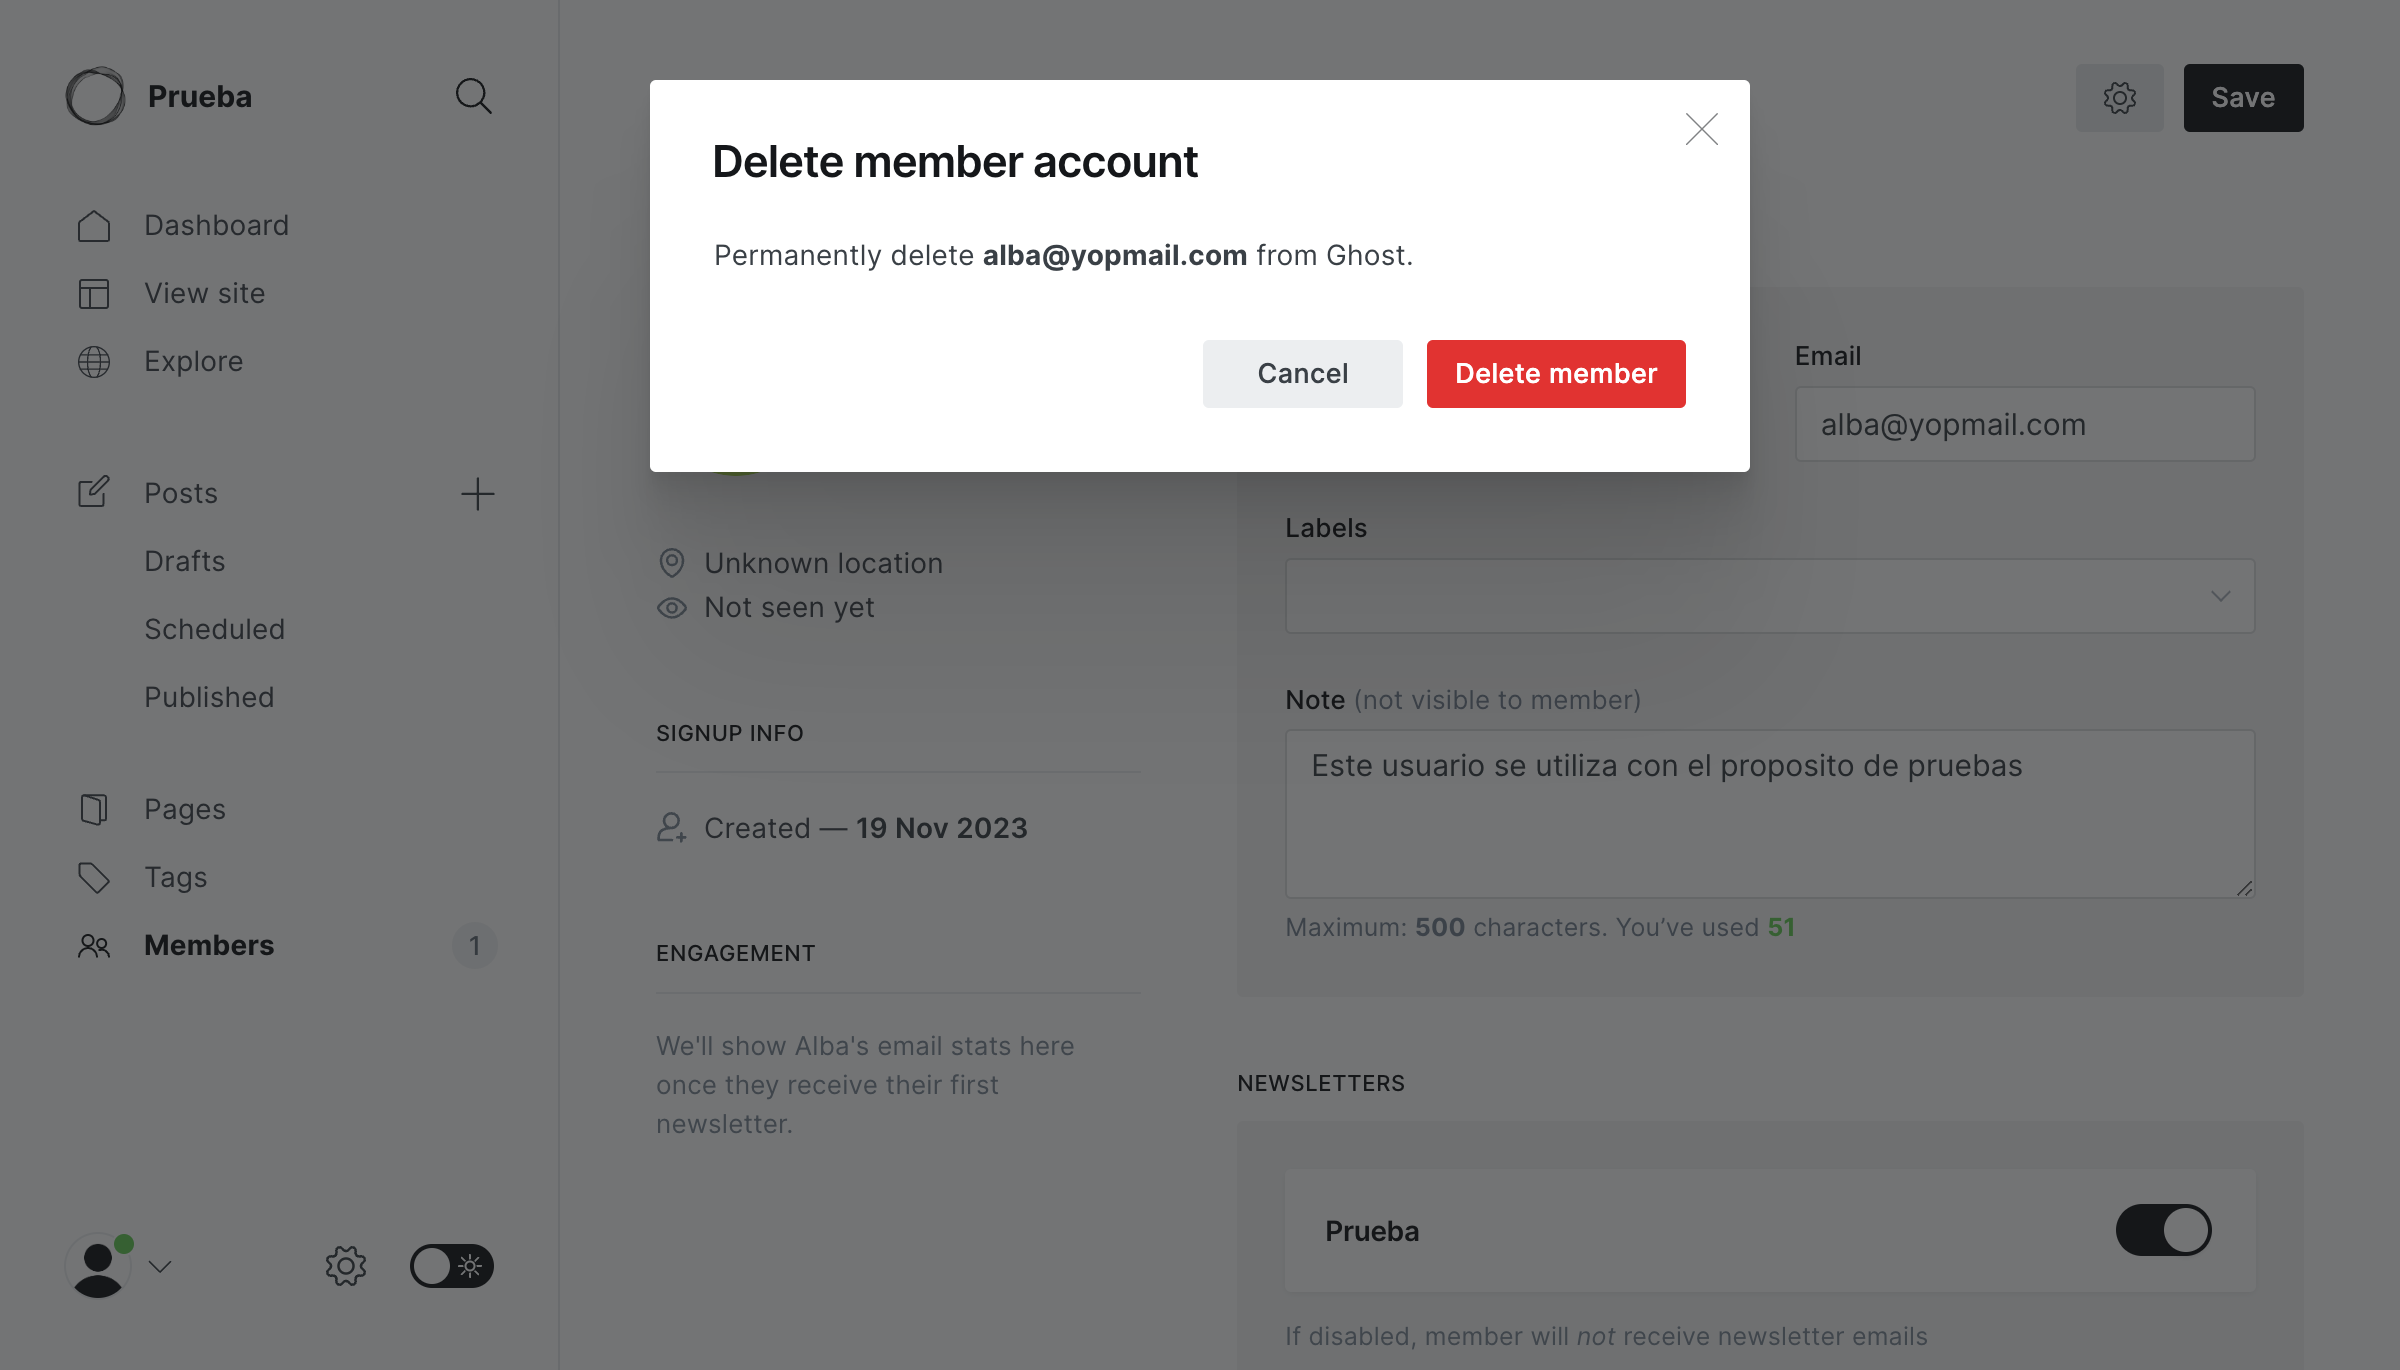 Prueba
Dashboard
View site
Explore
Posts
Drafts
Scheduled
Published
Pages
Tags
Members
1
Save
Delete member account
Permanently delete alba@yopmail.com from Ghost.
Cancel
Delete member
Unknown location
Not seen yet
SIGNUP INFO
Created — 19 Nov 2023
ENGAGEMENT
We'll show Alba's email stats here
once they receive their first
newsletter.
Email
alba@yopmail.com
Labels
Note (not visible to member)
Este usuario se utiliza con el proposito de pruebas
Maximum: 500 characters. You’ve used 51
NEWSLETTERS
Prueba
If disabled, member will not receive newsletter emails